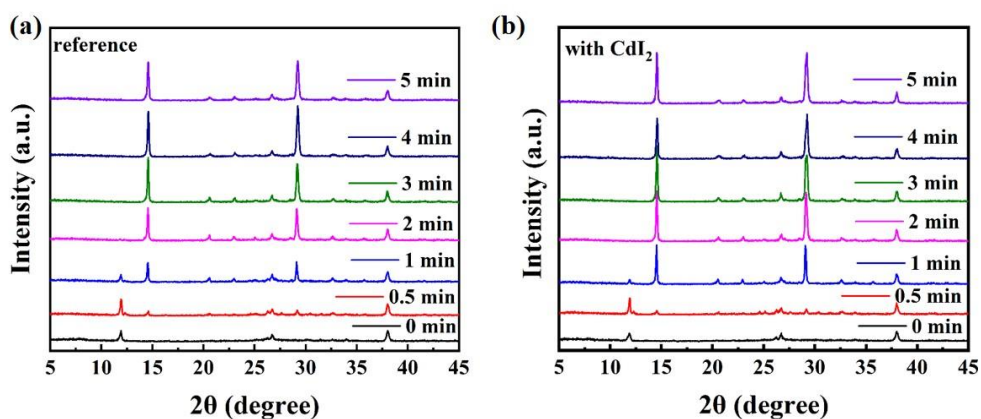 (a)
reference
5 min
4 min
3 min
2 min
1 min
0.5 min
0 min
Intensity (a.u.)
5 10 15 20 25 30 35 40 45
2θ (degree)
(b)
with CdI₂
5 min
4 min
3 min
2 min
1 min
0.5 min
0 min
Intensity (a.u.)
5 10 15 20 25 30 35 40 45
2θ (degree)